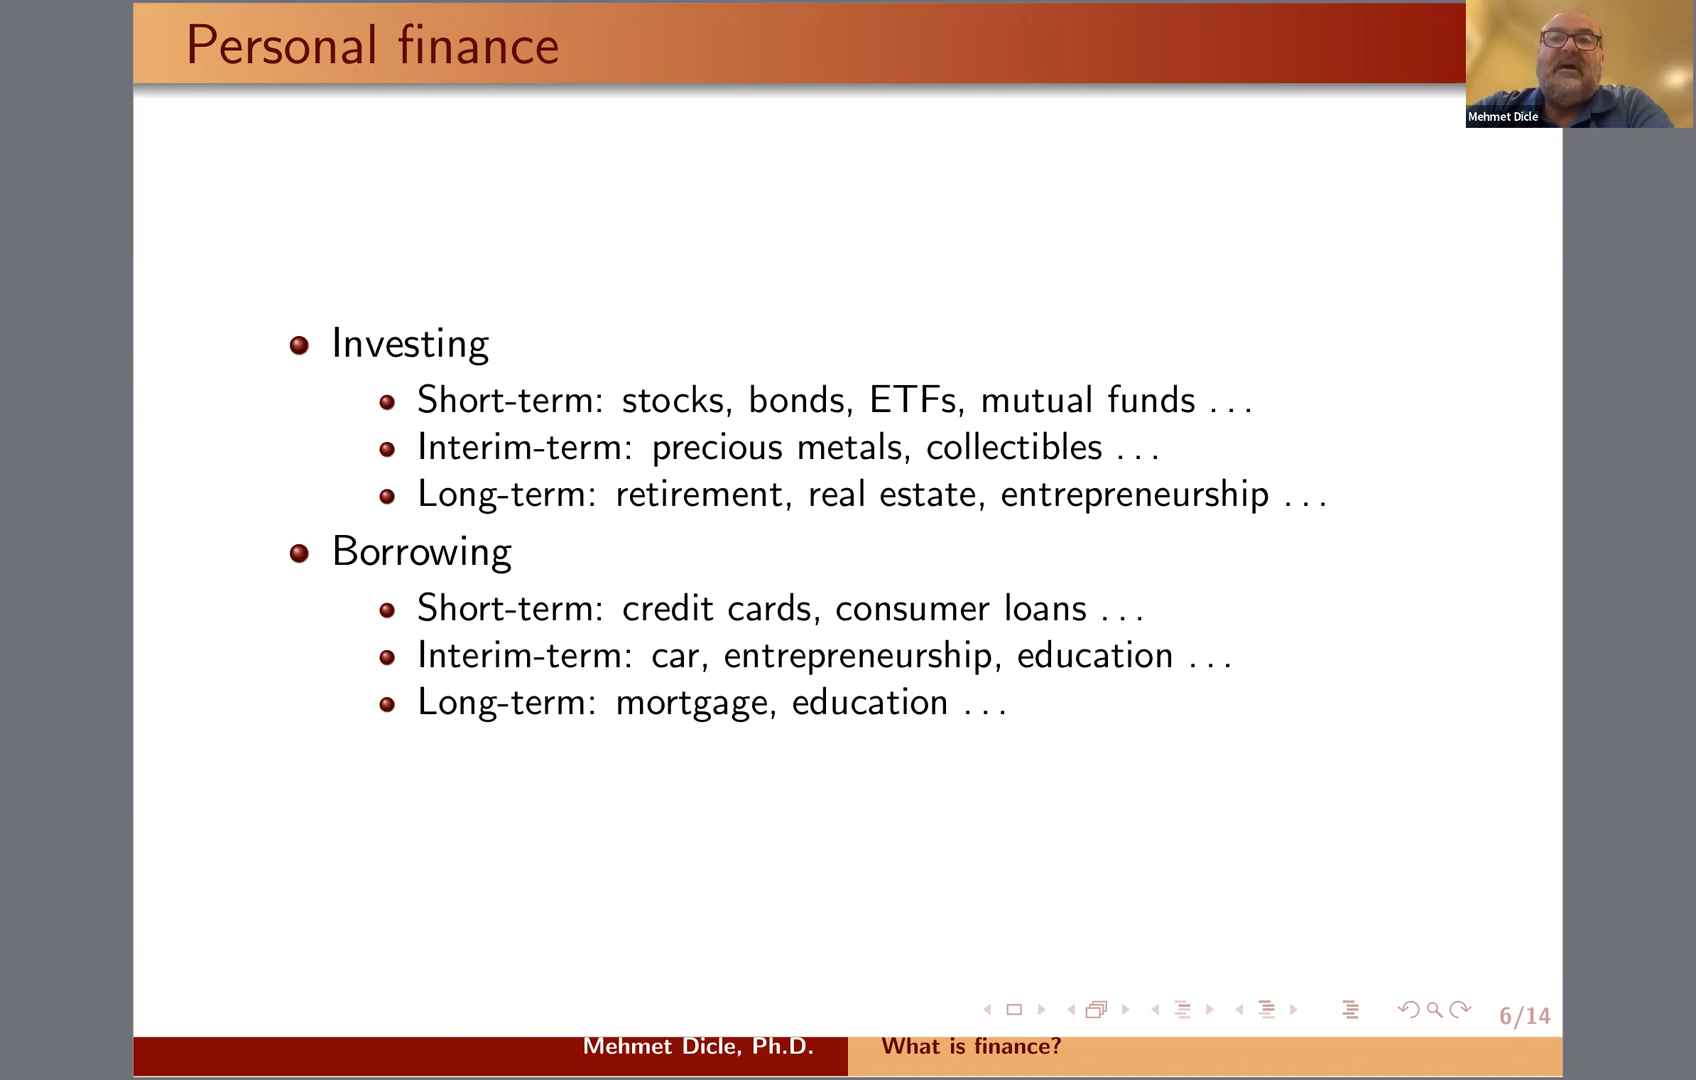 Personal finance
Mehmet Dicle
Investing
Short-term: stocks, bonds, ETFs, mutual funds ...
Interim-term: precious metals, collectibles ...
Long-term: retirement, real estate, entrepreneurship ...
Borrowing
Short-term: credit cards, consumer loans ...
Interim-term: car, entrepreneurship, education ...
Long-term: mortgage, education ...
6/14
Mehmet Dicle, Ph.D.
What is finance?